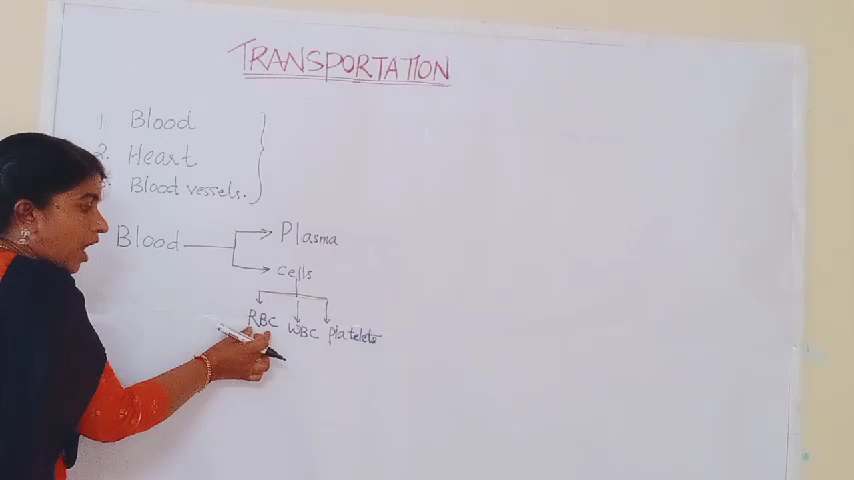 TRANSPORTATION
1. Blood
2. Heart
Blood vessels.
Blood
Plasma
cells
RBC WBC platelets